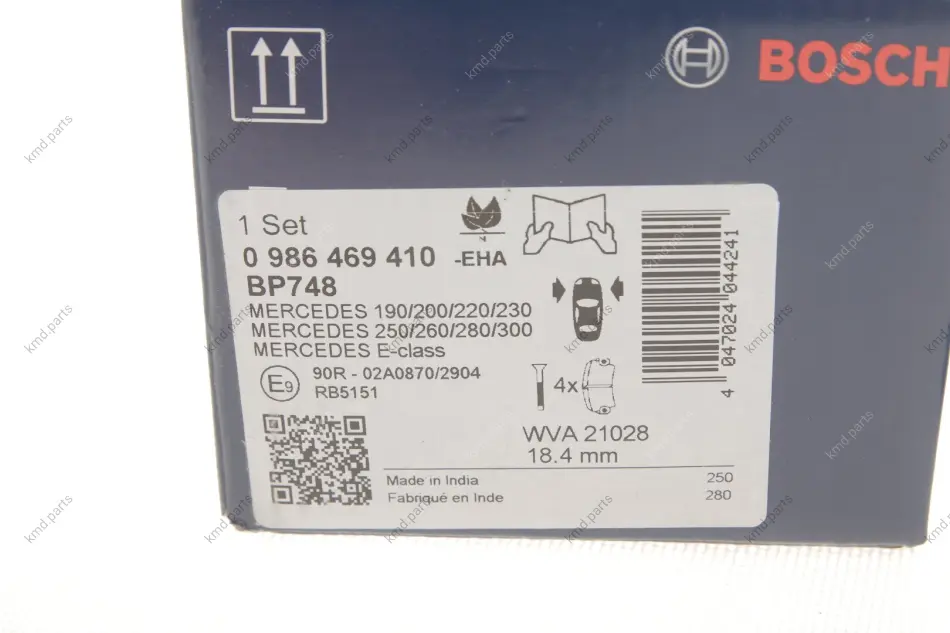 BOSCH
1 Set
0 986 469 410 -EHA
BP748
MERCEDES 190/200/220/230
MERCEDES 250/260/280/300
MERCEDES E-class
E9
90R - 02A0870/2904
RB5151
4x
WVA 21028
18.4 mm
4 047024 044241
Made in India 250
Fabriqué en Inde 280
kmd.parts